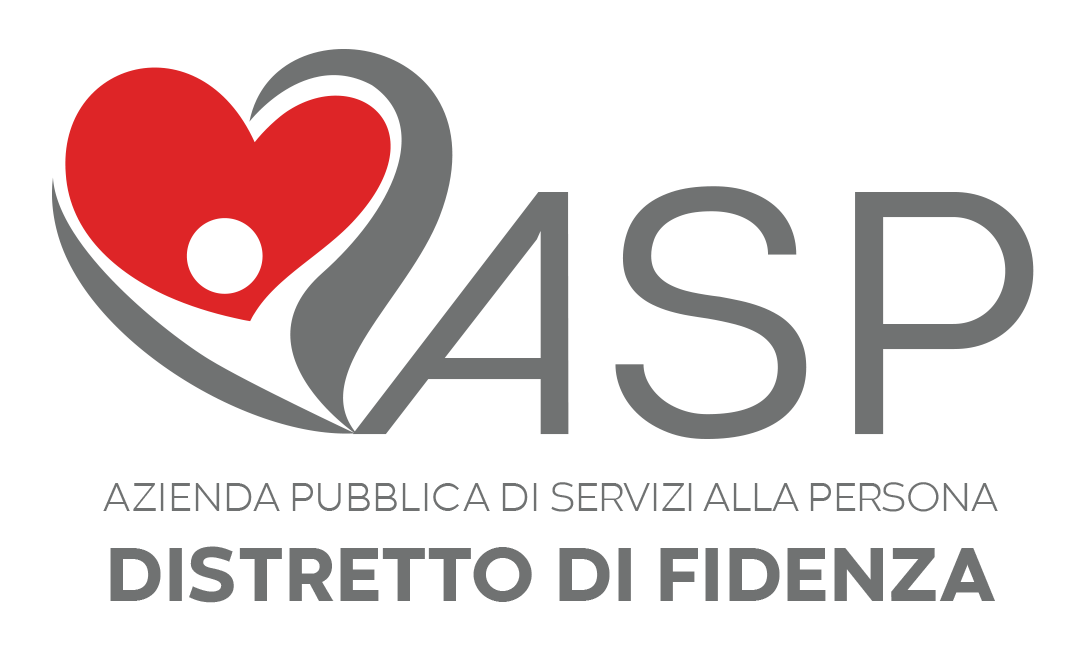 ASP
AZIENDA PUBBLICA DI SERVIZI ALLA PERSONA
DISTRETTO DI FIDENZA